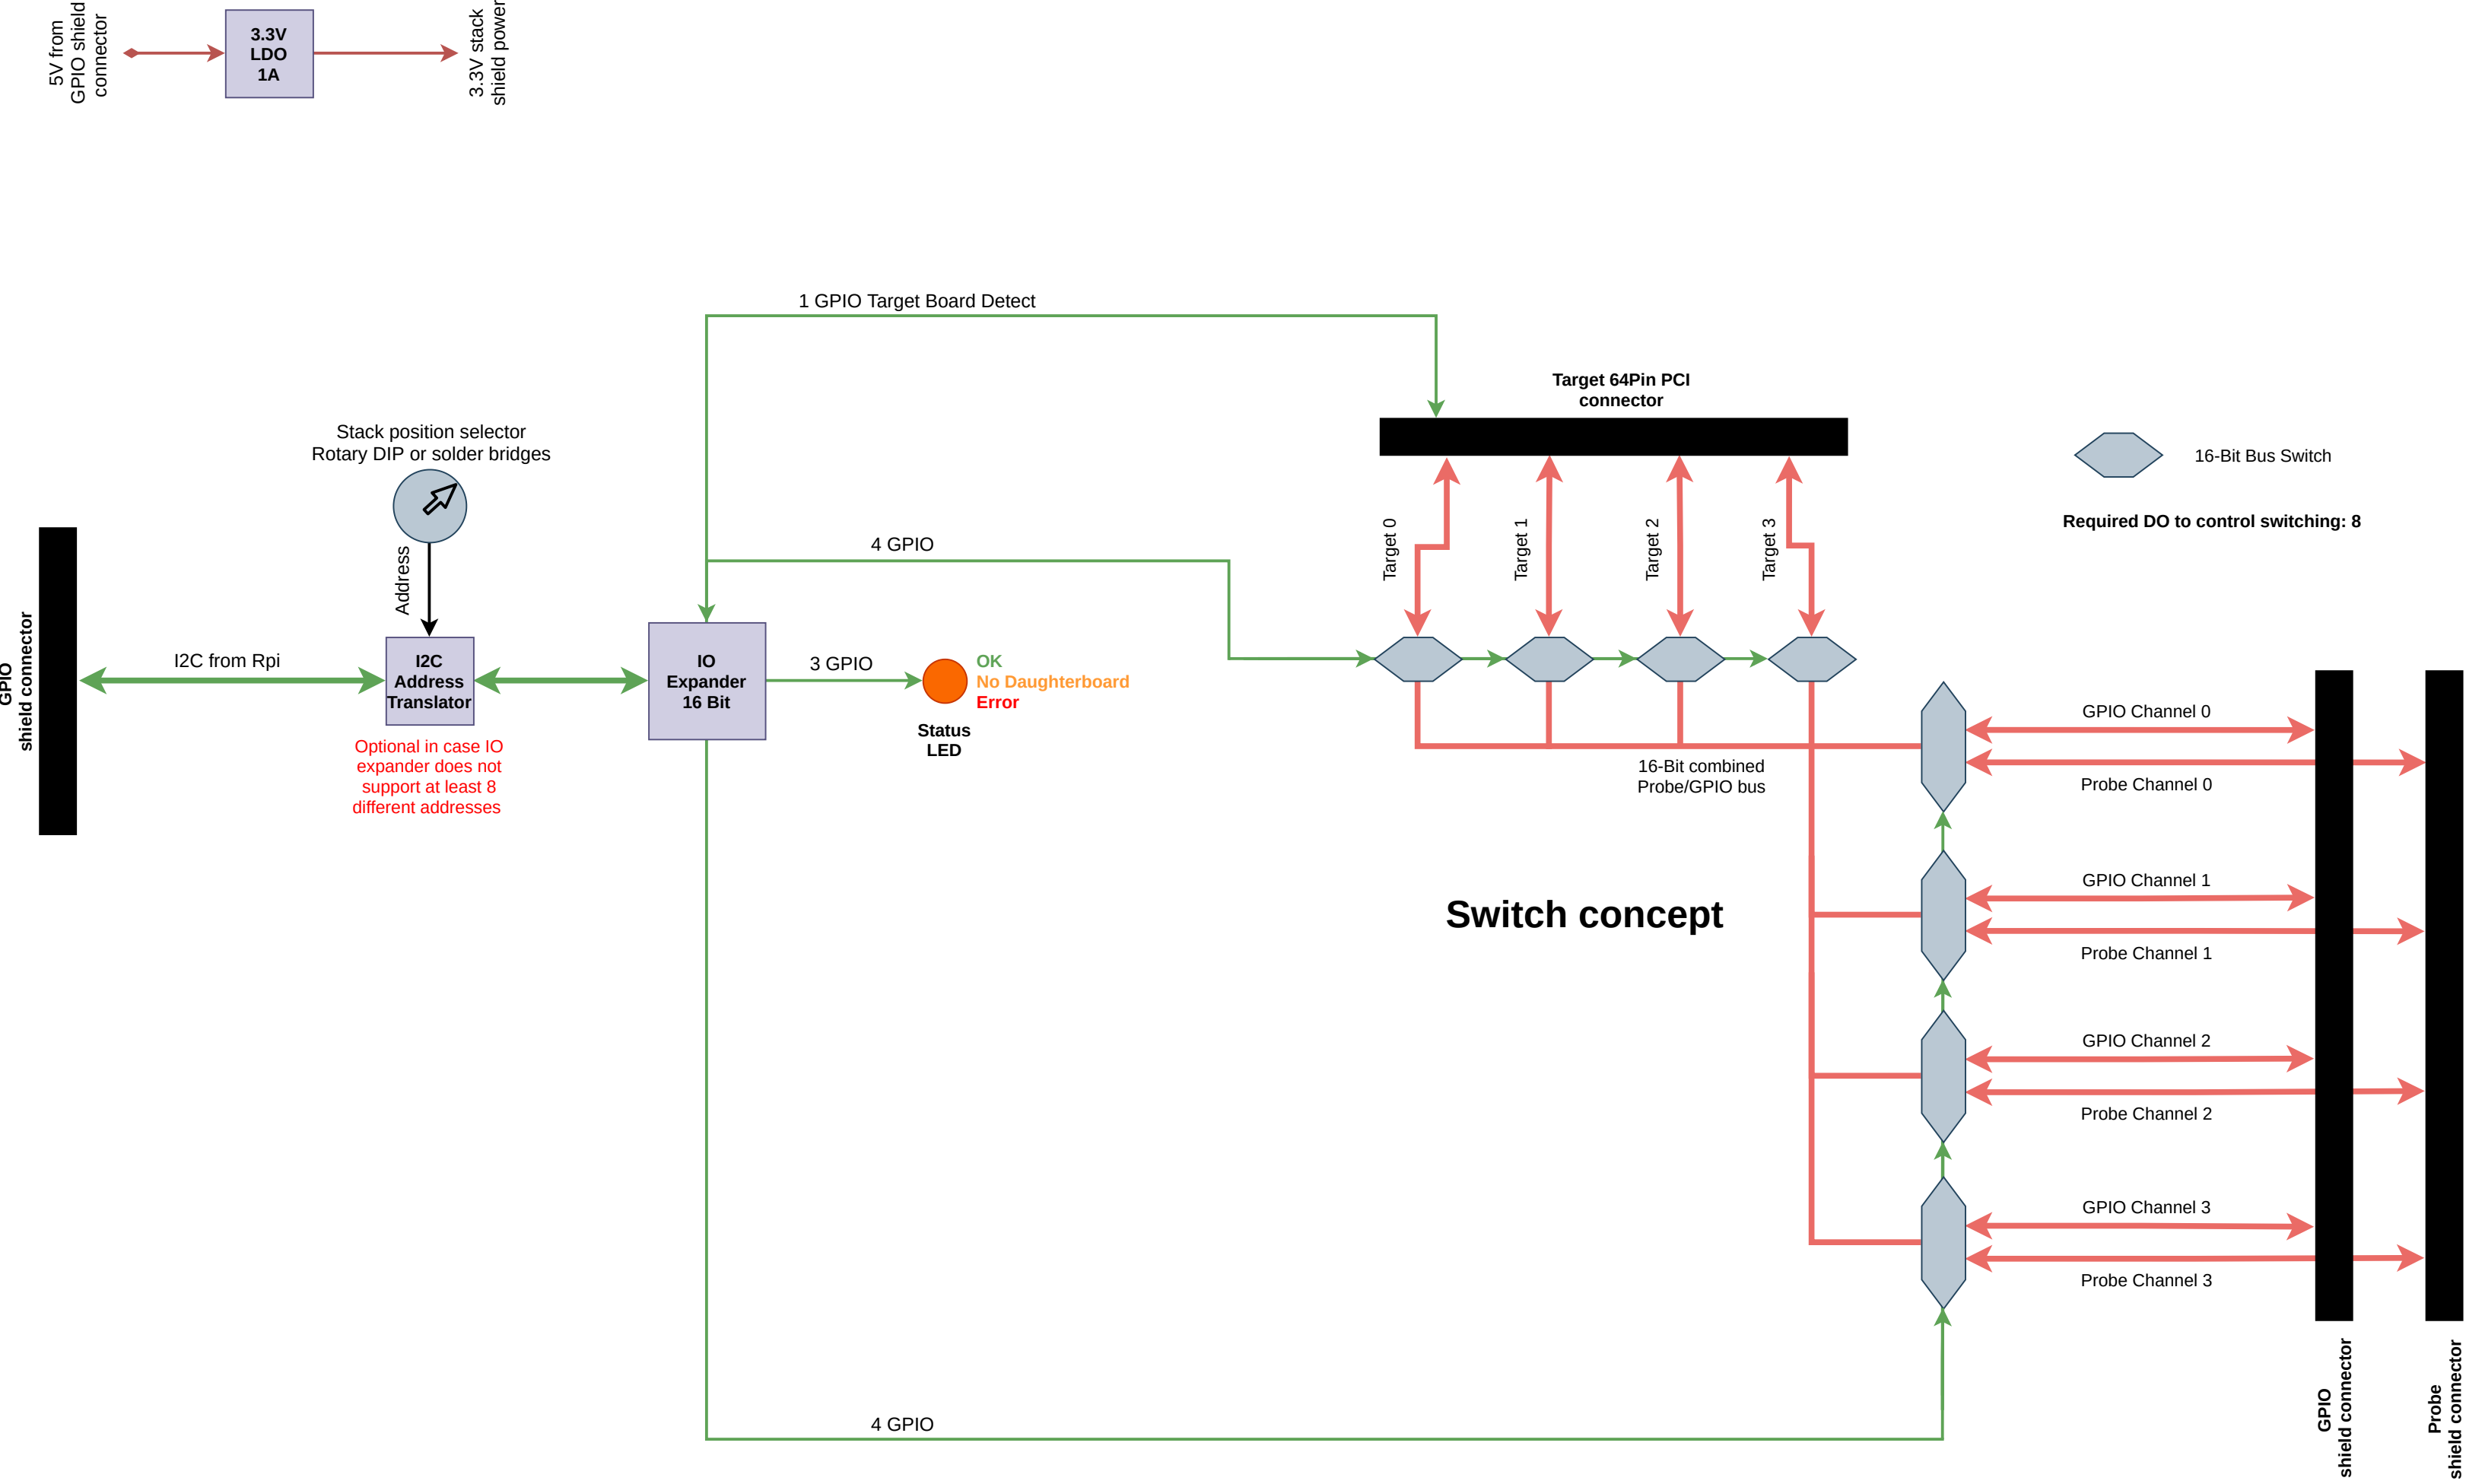 5V from
GPIO shield
connector
3.3V
LDO
1A
3.3V stack
shield power
1 GPIO Target Board Detect
Target 64Pin PCI
connector
Stack position selector
Rotary DIP or solder bridges
16-Bit Bus Switch
Required DO to control switching: 8
4 GPIO
Target 0
Target 1
Target 2
Target 3
Address
GPIO
shield connector
I2C from Rpi
I2C
Address
Translator
IO
Expander
16 Bit
3 GPIO
OK
No Daughterboard
Error
Status
LED
Optional in case IO
expander does not
support at least 8
different addresses
16-Bit combined
Probe/GPIO bus
GPIO Channel 0
Probe Channel 0
Switch concept
GPIO Channel 1
Probe Channel 1
GPIO Channel 2
Probe Channel 2
GPIO Channel 3
Probe Channel 3
4 GPIO
GPIO
shield connector
Probe
shield connector